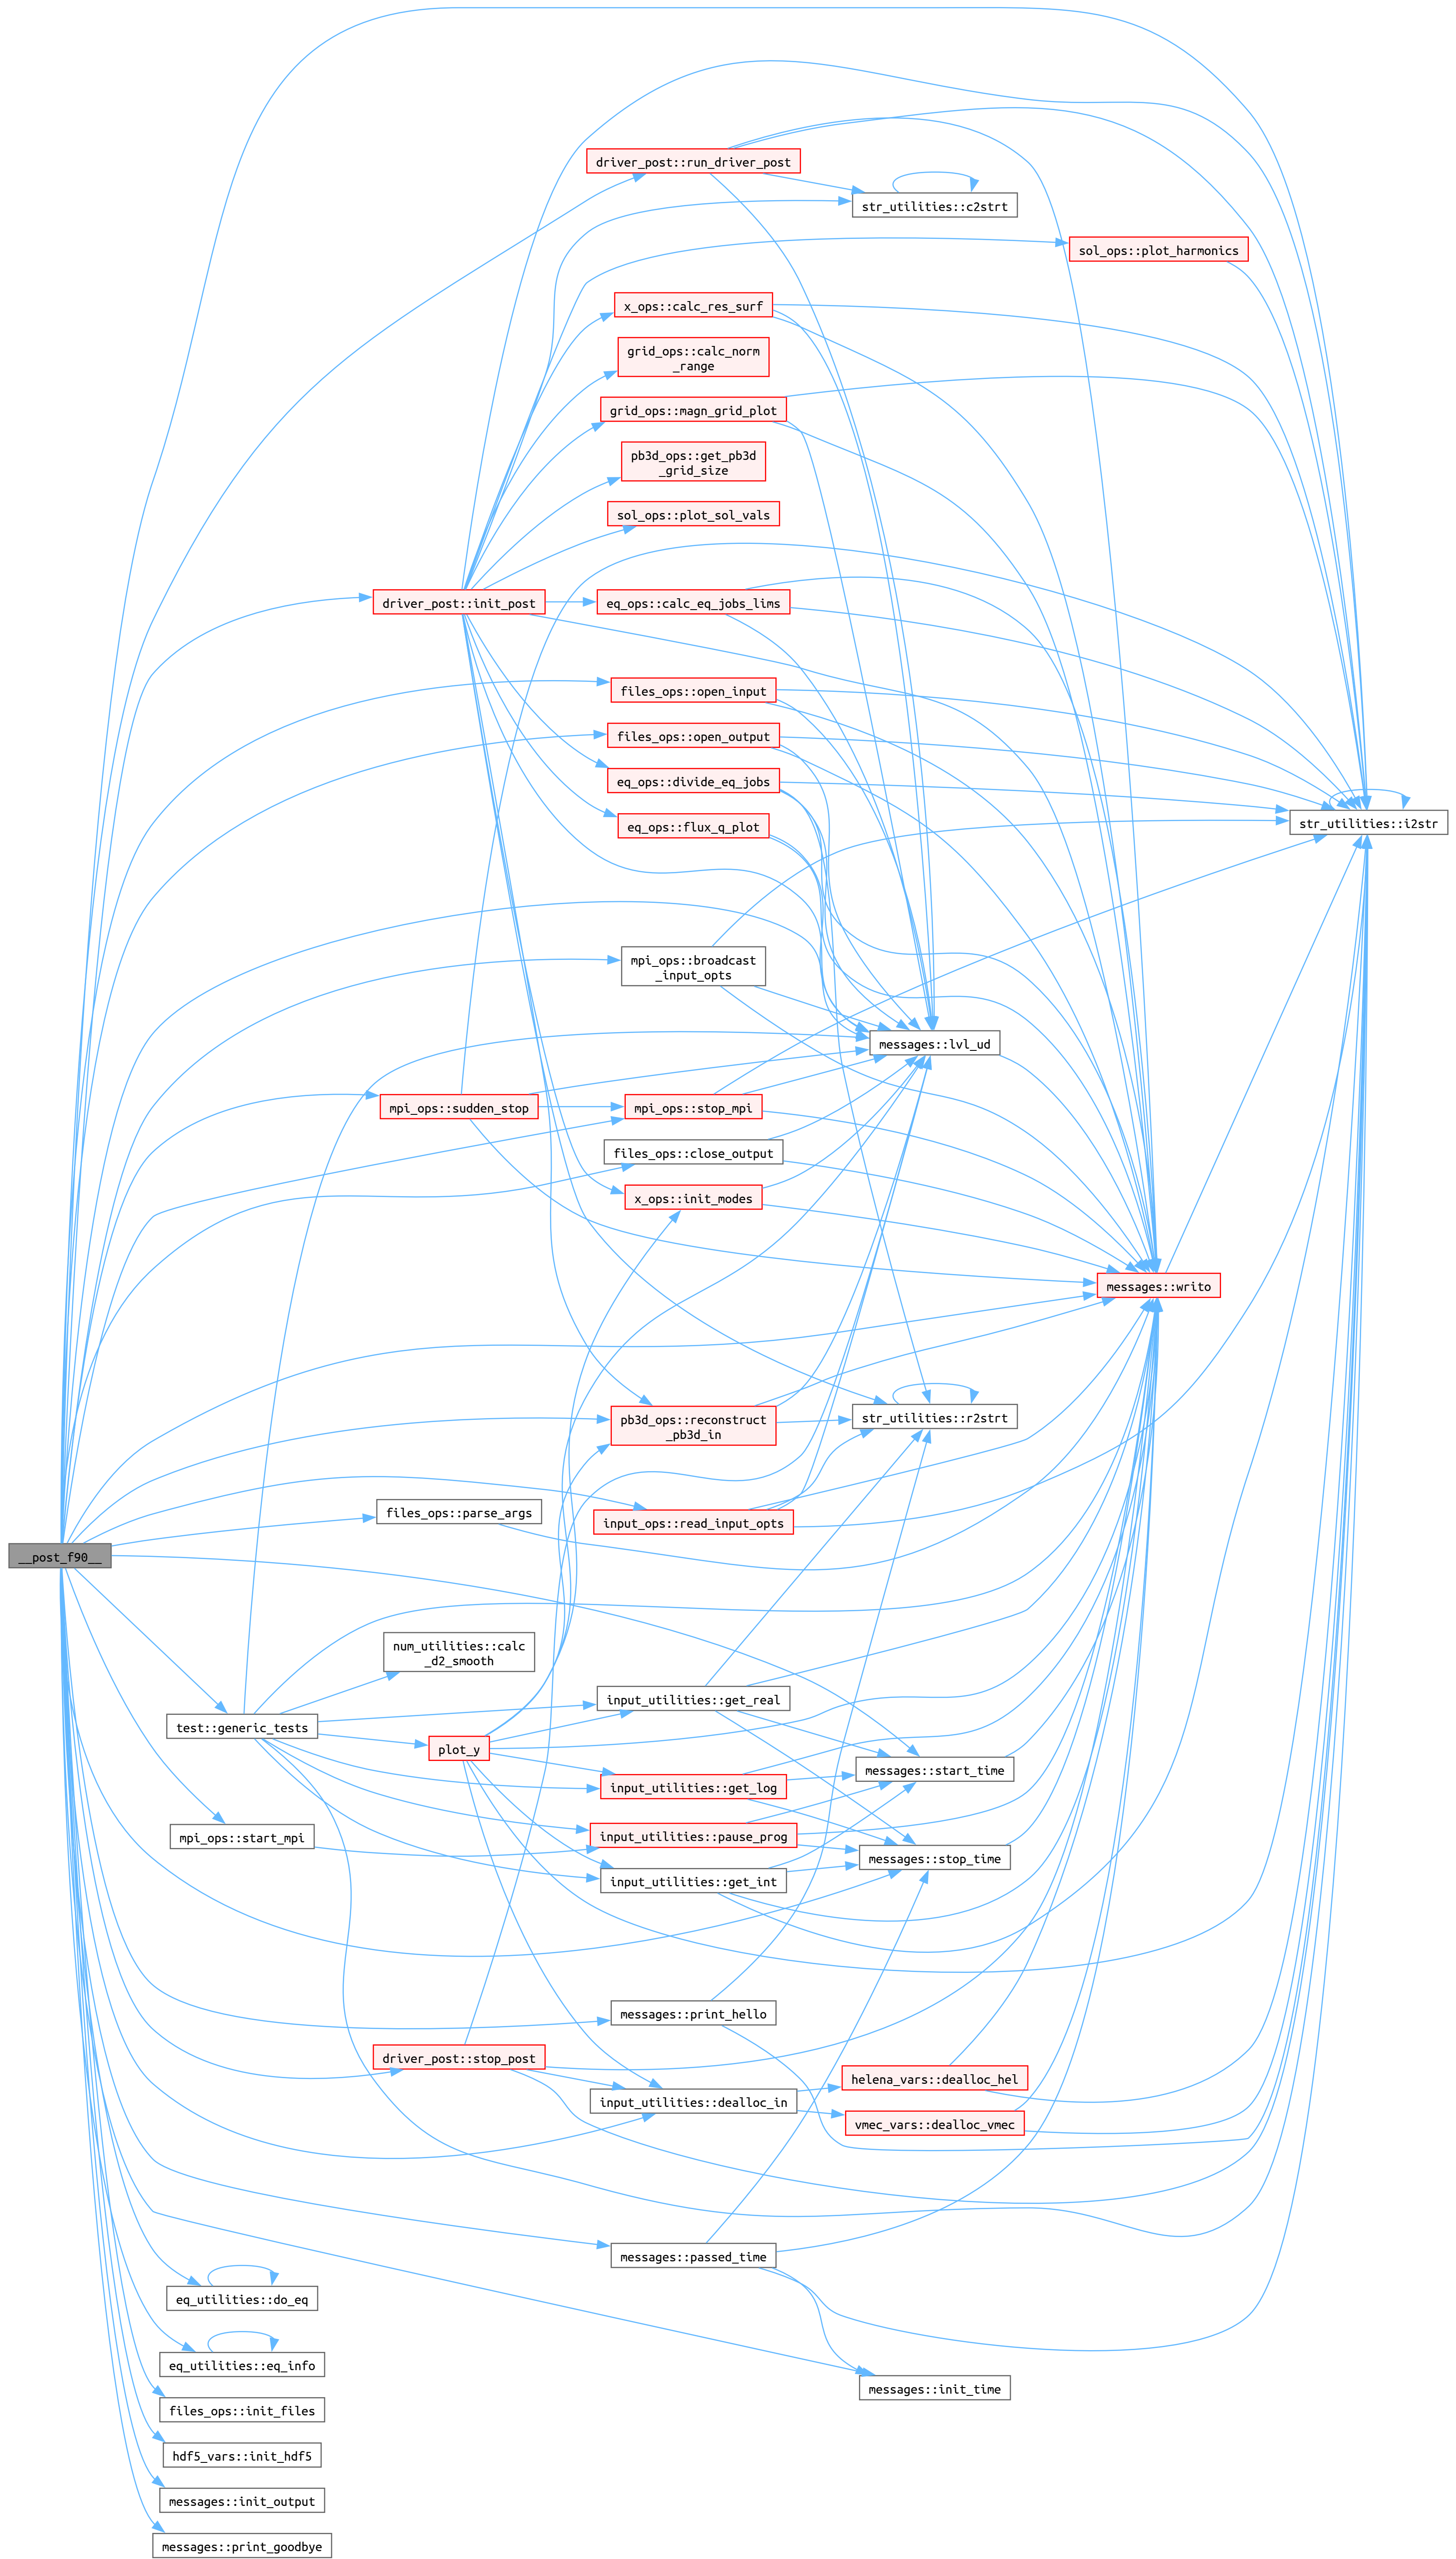 driver_post::run_driver_post
str_utilities::c2strt
sol_ops::plot_harmonics
x_ops::calc_res_surf
grid_ops::calc_norm
_range
grid_ops::magn_grid_plot
pb3d_ops::get_pb3d
_grid_size
sol_ops::plot_sol_vals
driver_post::init_post
eq_ops::calc_eq_jobs_lims
files_ops::open_input
files_ops::open_output
eq_ops::divide_eq_jobs
eq_ops::flux_q_plot
str_utilities::i2str
mpi_ops::broadcast
_input_opts
messages::lvl_ud
mpi_ops::sudden_stop
mpi_ops::stop_mpi
files_ops::close_output
x_ops::init_modes
messages::writo
pb3d_ops::reconstruct
_pb3d_in
str_utilities::r2strt
files_ops::parse_args
input_ops::read_input_opts
__post_f90__
num_utilities::calc
_d2_smooth
input_utilities::get_real
test::generic_tests
plot_y
messages::start_time
input_utilities::get_log
mpi_ops::start_mpi
input_utilities::pause_prog
messages::stop_time
input_utilities::get_int
messages::print_hello
driver_post::stop_post
helena_vars::dealloc_hel
input_utilities::dealloc_in
vmec_vars::dealloc_vmec
messages::passed_time
eq_utilities::do_eq
eq_utilities::eq_info
messages::init_time
files_ops::init_files
hdf5_vars::init_hdf5
messages::init_output
messages::print_goodbye